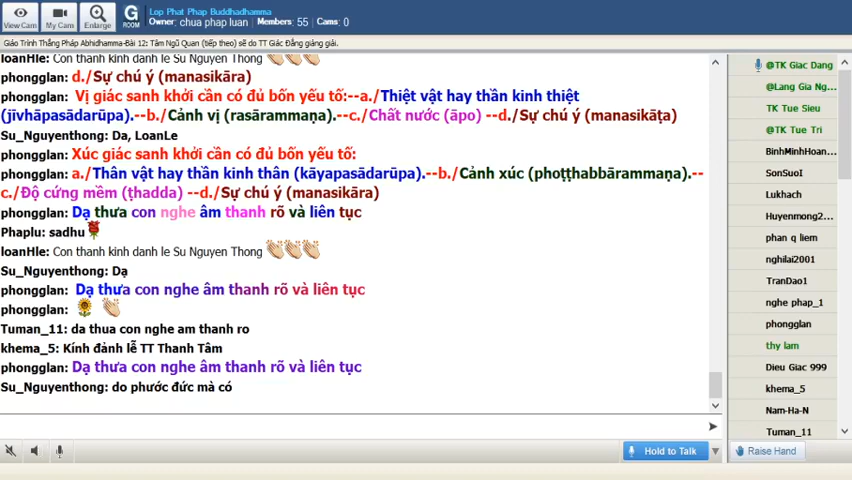 View Cam
My Cam
Enlarge
G
ROOM
Lop Phat Phap Buddhadhamma
Owner: chua phap luan Members: 55 Cams: 0
Giáo Trình Thắng Pháp Abhidhamma-Bài 12: Tâm Ngũ Quan (tiếp theo) sẽ do TT Giác Đẳng giảng giải.
loanHle: Con thanh kinh danh le Su Nguyen Thong
phongglan: d./Sự chú ý (manasikāra)
phongglan: Vị giác sanh khởi cần có đủ bốn yếu tố:--a./Thiệt vật hay thần kinh thiệt
(jīvhāpasādarūpa).--b./Cảnh vị (rasārammaṇa).--c./Chất nước (āpo) --d./Sự chú ý (manasikāṭa)
Su_Nguyenthong: Da, LoanLe
phongglan: Xúc giác sanh khởi cần có đủ bốn yếu tố:
phongglan: a./Thân vật hay thần kinh thân (kāyapasādarūpa).--b./Cảnh xúc (phoṭṭhabbārammaṇa).--
c./Độ cứng mềm (ṭhadda) --d./Sự chú ý (manasikāra)
phongglan: Dạ thưa con nghe âm thanh rõ và liên tục
Phaplu: sadhu
loanHle: Con thanh kinh danh le Su Nguyen Thong
Su_Nguyenthong: Dạ
phongglan: Dạ thưa con nghe âm thanh rõ và liên tục
phongglan:
Tuman_11: da thua con nghe am thanh ro
khema_5: Kính đảnh lễ TT Thanh Tâm
phongglan: Dạ thưa con nghe âm thanh rõ và liên tục
Su_Nguyenthong: do phước đức mà có
@TK Giac Dang
@Lang Gia Ng...
TK Tue Sieu
@TK Tue Tri
BinhMinhHoan...
SonSuoI
Lukhach
Huyenmong2...
phan q liem
nghilai2001
TranDao1
nghe phap_1
phongglan
thy lam
Dieu Giac 999
khema_5
Nam-Ha-N
Tuman_11
Hold to Talk
Raise Hand